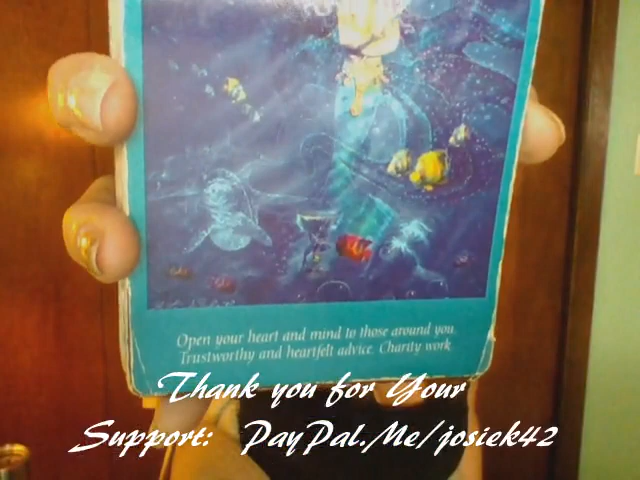 Open your heart and mind to those around you.
Trustworthy and heartfelt advice. Charity work
Thank you for Your
Support: PayPal.Me/josiek42